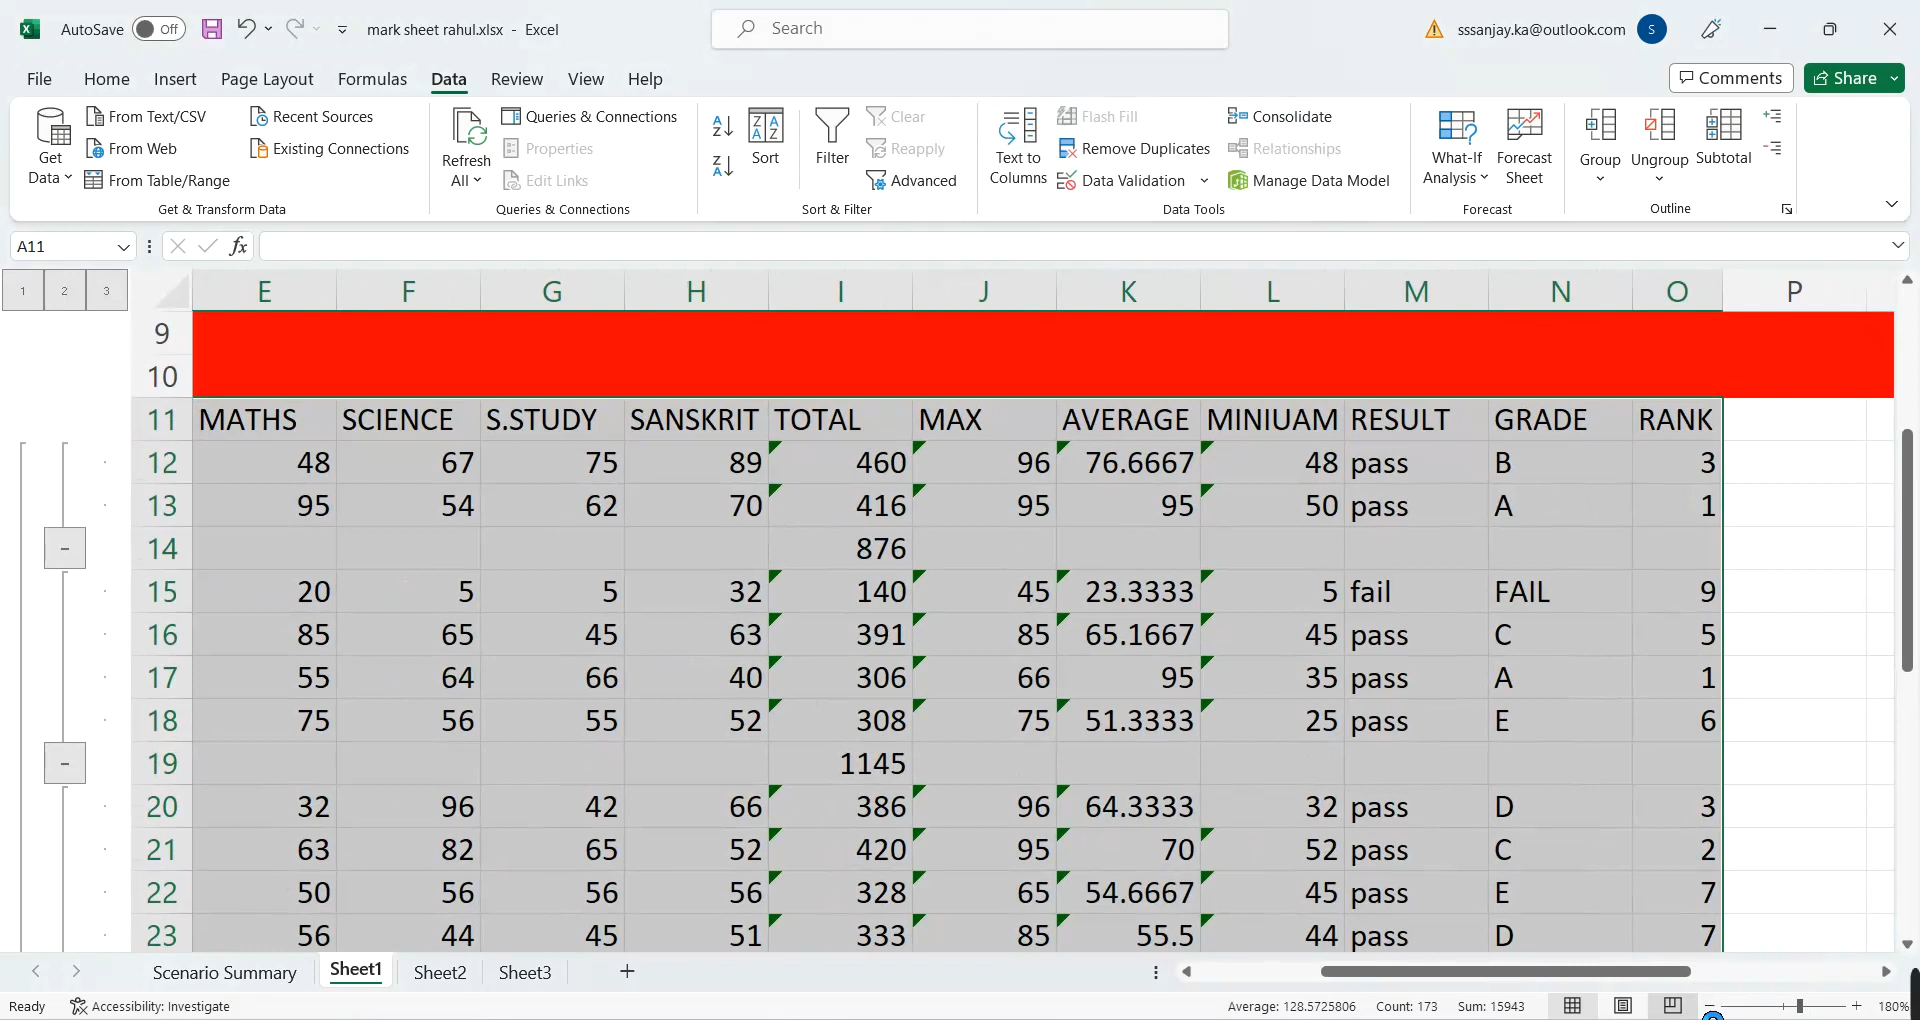 AutoSave Off mark sheet rahul.xlsx - Excel Search sssanjay.ka@outlook.com S
File Home Insert Page Layout Formulas Data Review View Help Comments Share
Get Data From Text/CSV Recent Sources Refresh All Queries & Connections Sort Filter Clear Text to Columns Flash Fill Consolidate What-If Analysis Forecast Sheet Group Ungroup Subtotal
From Web Existing Connections Properties Reapply Remove Duplicates Relationships
From Table/Range Edit Links Advanced Data Validation Manage Data Model
Get & Transform Data Queries & Connections Sort & Filter Data Tools Forecast Outline
A11 fx
1 2 3 E F G H I J K L M N O P
9
10
11 MATHS SCIENCE S.STUDY SANSKRIT TOTAL MAX AVERAGE MINIUAM RESULT GRADE RANK
12 48 67 75 89 460 96 76.6667 48 pass B 3
13 95 54 62 70 416 95 95 50 pass A 1
14 876
15 20 5 5 32 140 45 23.3333 5 fail FAIL 9
16 85 65 45 63 391 85 65.1667 45 pass C 5
17 55 64 66 40 306 66 95 35 pass A 1
18 75 56 55 52 308 75 51.3333 25 pass E 6
19 1145
20 32 96 42 66 386 96 64.3333 32 pass D 3
21 63 82 65 52 420 95 70 52 pass C 2
22 50 56 56 56 328 65 54.6667 45 pass E 7
23 56 44 45 51 333 85 55.5 44 pass D 7
Scenario Summary Sheet1 Sheet2 Sheet3
Ready Accessibility: Investigate Average: 128.5725806 Count: 173 Sum: 15943 180%